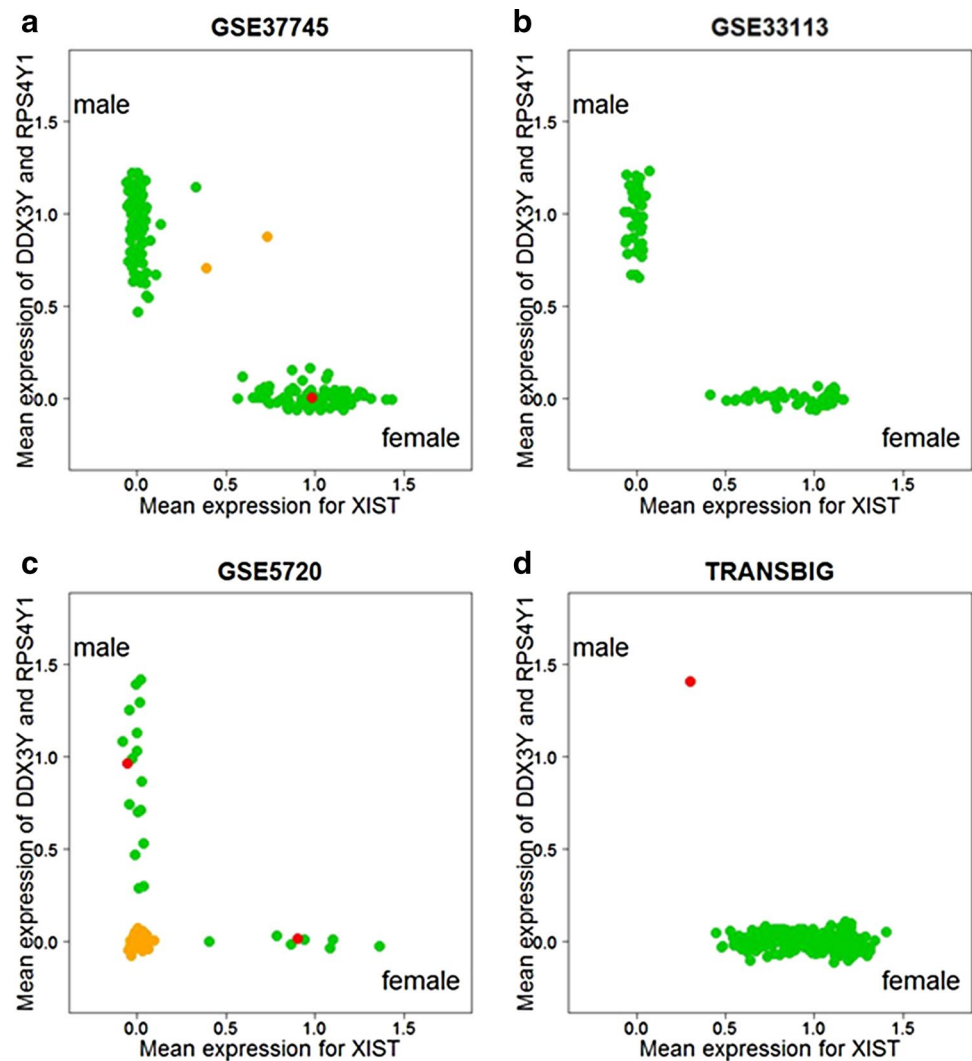 a
GSE37745
Mean expression of DDX3Y and RPS4Y1
male
1.5
1.0
0.5
0.0
female
0.0 0.5 1.0 1.5
Mean expression for XIST
b
GSE33113
Mean expression of DDX3Y and RPS4Y1
male
1.5
1.0
0.5
0.0
female
0.0 0.5 1.0 1.5
Mean expression for XIST
c
GSE5720
Mean expression of DDX3Y and RPS4Y1
male
1.5
1.0
0.5
0.0
female
0.0 0.5 1.0 1.5
Mean expression for XIST
d
TRANSBIG
Mean expression of DDX3Y and RPS4Y1
male
1.5
1.0
0.5
0.0
female
0.0 0.5 1.0 1.5
Mean expression for XIST